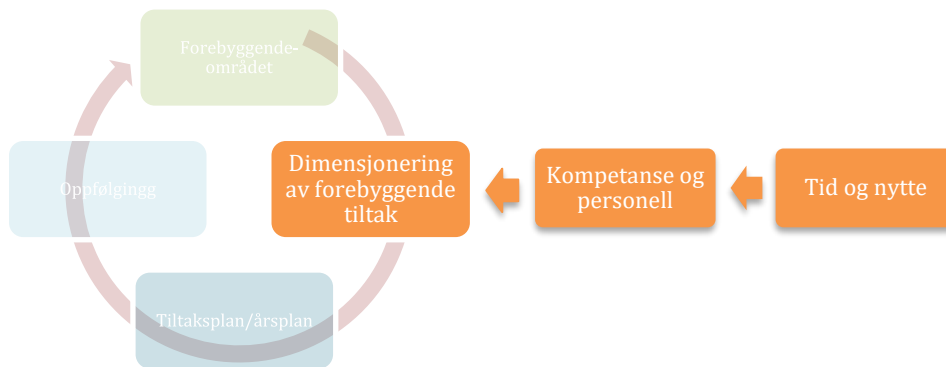 Forebyggende-
området
Oppfølgingg
Dimensjonering
av forebyggende
tiltak
Kompetanse og
personell
Tid og nytte
Tiltaksplan/årsplan